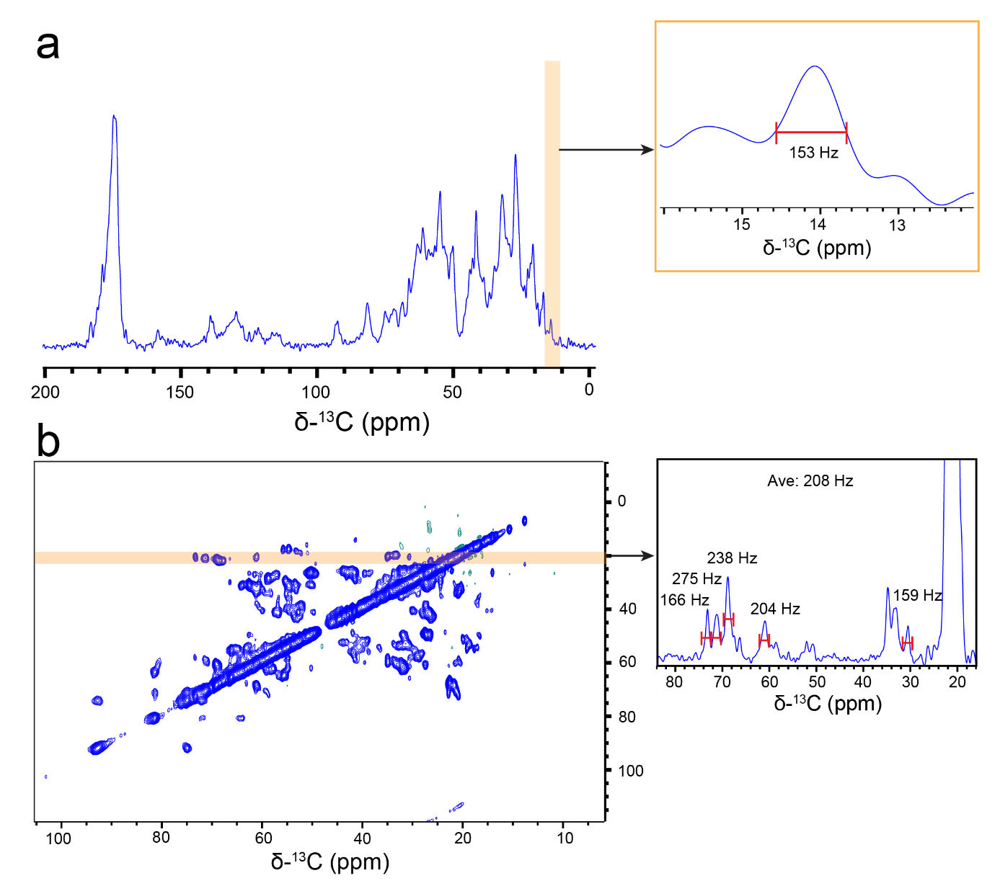 a
153 Hz
15 14 13
δ-¹³C (ppm)
200 150 100 50 0
δ-¹³C (ppm)
b
0
40
60
80
100
100 80 60 40 20 10
δ-¹³C (ppm)
Ave: 208 Hz
238 Hz
275 Hz
166 Hz
159 Hz
204 Hz
80 70 60 50 40 30 20
δ-¹³C (ppm)